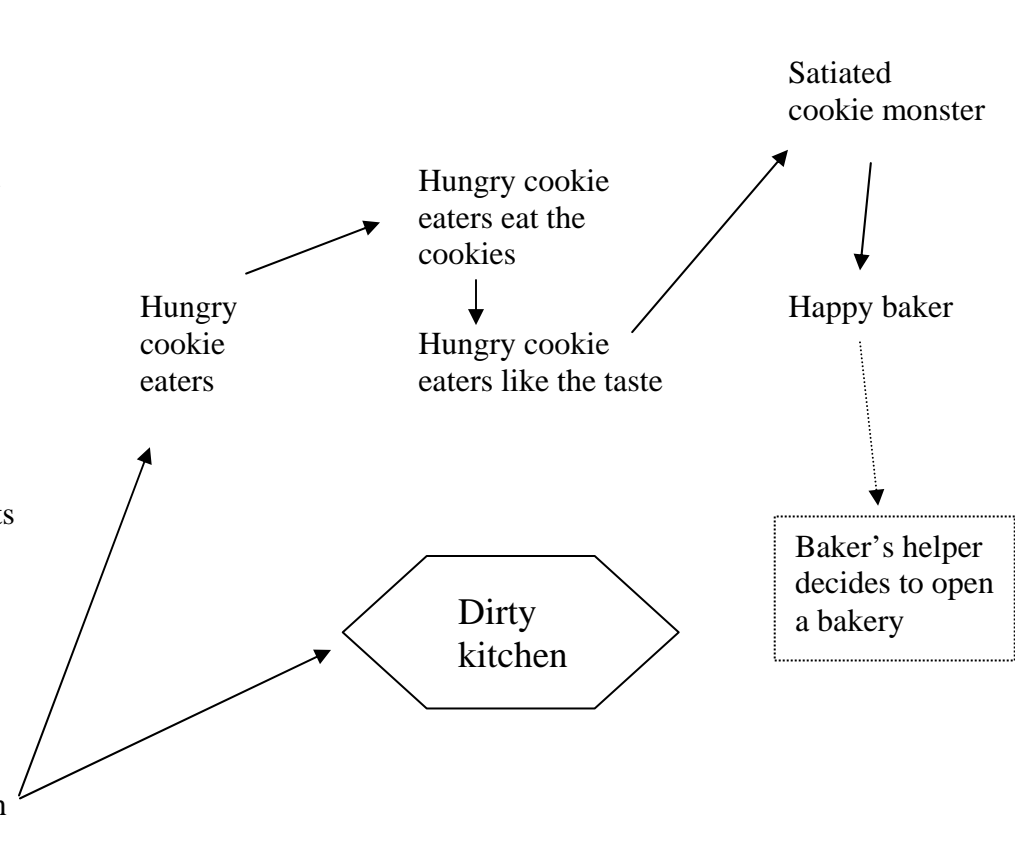 Satiated
cookie monster
Hungry cookie
eaters eat the
cookies
Hungry
cookie
eaters
Happy baker
Hungry cookie
eaters like the taste
Baker's helper
decides to open
a bakery
Dirty
kitchen